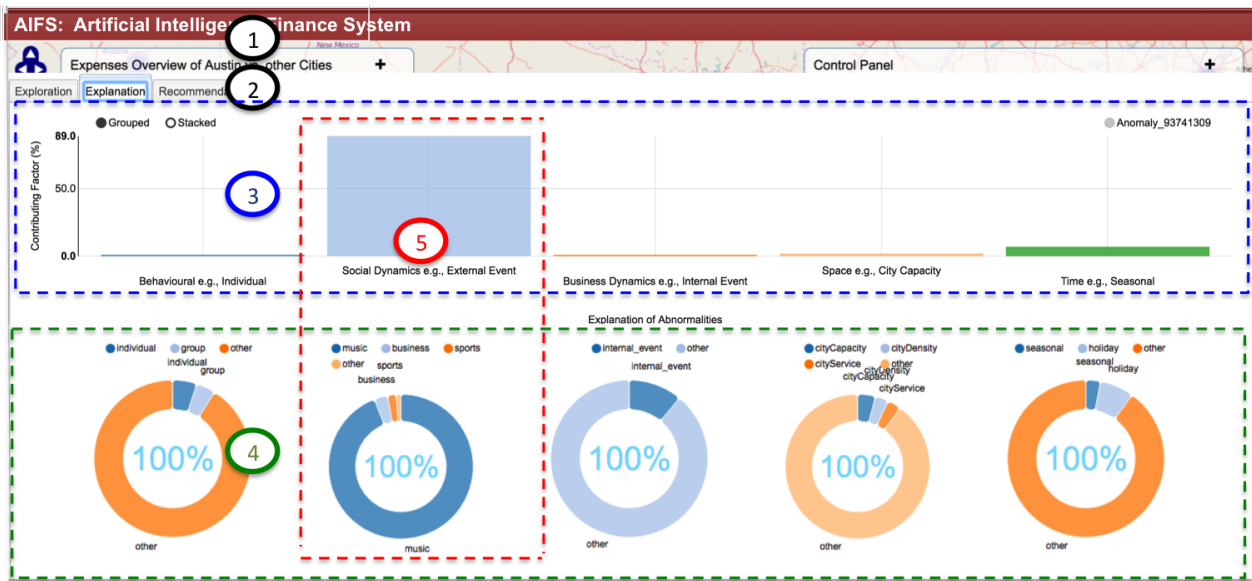 AIFS: Artificial Intelligence Finance System
1
New Mexico
Expenses Overview of Austin vs. other Cities +
Control Panel +
Exploration Explanation Recommenda
2
Grouped Stacked
Anomaly_93741309
Contributing Factor (%)
89.0
50.0
0.0
3
5
Behavioural e.g., Individual
Social Dynamics e.g., External Event
Business Dynamics e.g., Internal Event
Space e.g., City Capacity
Time e.g., Seasonal
Explanation of Abnormalities
individual group other
individual
group
100%
other
4
music business sports
other
sports
business
100%
music
internal_event other
internal_event
100%
other
cityCapacity cityDensity
cityService other
cityDensity
cityCapacity
cityService
100%
other
seasonal holiday other
seasonal
holiday
100%
other